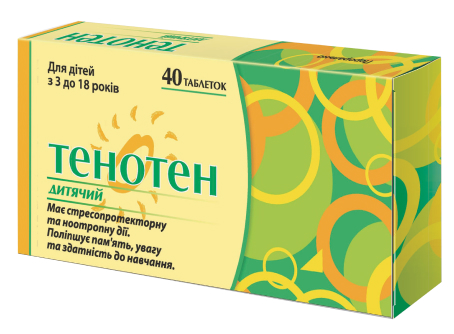 ТЕНОТЕН
Для дітей
з 3 до 18 років
40 ТАБЛЕТОК
ТЕНОТЕН
ДИТЯЧИЙ
Має стреспротекторну
та ноотропну дії.
Поліпшує пам'ять, увагу
та здатність до навчання.